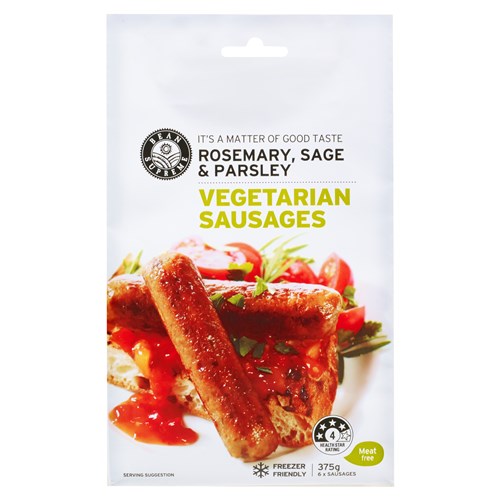 BEAN
SUPREME
IT'S A MATTER OF GOOD TASTE
ROSEMARY, SAGE
& PARSLEY
VEGETARIAN
SAUSAGES
4
HEALTH STAR
RATING
Meat
free
SERVING SUGGESTION
FREEZER
FRIENDLY
375g
6 x SAUSAGES